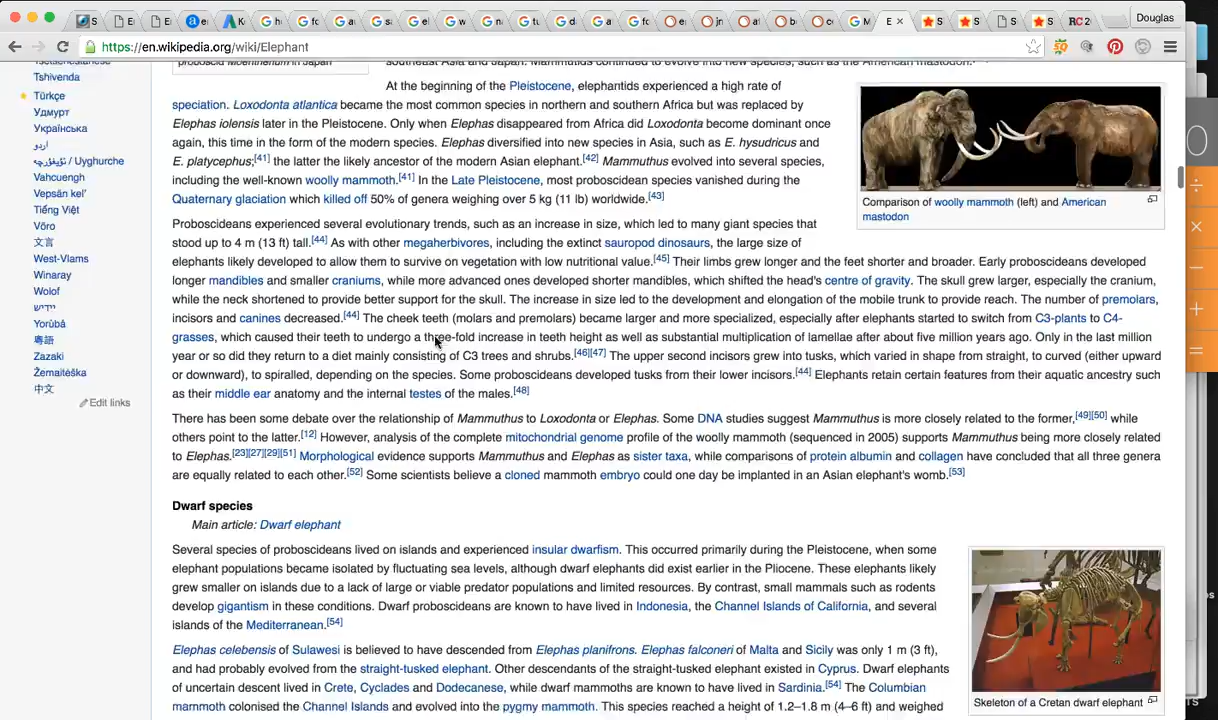 Douglas
https://en.wikipedia.org/wiki/Elephant
Tshivenda
Türkçe
Удмурт
Українська
اردو
ئۇيغۇرچە / Uyghurche
Vahcuengh
Vepsän kel'
Tiếng Việt
Võro
文言
West-Vlams
Winaray
Wolof
ייִדיש
Yorùbá
粵語
Zazaki
Žemaitėška
中文
Edit links
proboscid Moeritherium in Japan
southeast Asia and Japan. Mammutids continued to evolve into new species, such as the American mastodon.
At the beginning of the Pleistocene, elephantids experienced a high rate of
speciation. Loxodonta atlantica became the most common species in northern and southern Africa but was replaced by
Elephas iolensis later in the Pleistocene. Only when Elephas disappeared from Africa did Loxodonta become dominant once
again, this time in the form of the modern species. Elephas diversified into new species in Asia, such as E. hysudricus and
E. platycephus;[41] the latter the likely ancestor of the modern Asian elephant.[42] Mammuthus evolved into several species,
including the well-known woolly mammoth.[41] In the Late Pleistocene, most proboscidean species vanished during the
Quaternary glaciation which killed off 50% of genera weighing over 5 kg (11 lb) worldwide.[43]
Comparison of woolly mammoth (left) and American
mastodon
Proboscideans experienced several evolutionary trends, such as an increase in size, which led to many giant species that
stood up to 4 m (13 ft) tall.[44] As with other megaherbivores, including the extinct sauropod dinosaurs, the large size of
elephants likely developed to allow them to survive on vegetation with low nutritional value.[45] Their limbs grew longer and the feet shorter and broader. Early proboscideans developed
longer mandibles and smaller craniums, while more advanced ones developed shorter mandibles, which shifted the head's centre of gravity. The skull grew larger, especially the cranium,
while the neck shortened to provide better support for the skull. The increase in size led to the development and elongation of the mobile trunk to provide reach. The number of premolars,
incisors and canines decreased.[44] The cheek teeth (molars and premolars) became larger and more specialized, especially after elephants started to switch from C3-plants to C4-
grasses, which caused their teeth to undergo a three-fold increase in teeth height as well as substantial multiplication of lamellae after about five million years ago. Only in the last million
year or so did they return to a diet mainly consisting of C3 trees and shrubs.[46][47] The upper second incisors grew into tusks, which varied in shape from straight, to curved (either upward
or downward), to spiralled, depending on the species. Some proboscideans developed tusks from their lower incisors.[44] Elephants retain certain features from their aquatic ancestry such
as their middle ear anatomy and the internal testes of the males.[48]
There has been some debate over the relationship of Mammuthus to Loxodonta or Elephas. Some DNA studies suggest Mammuthus is more closely related to the former,[49][50] while
others point to the latter.[12] However, analysis of the complete mitochondrial genome profile of the woolly mammoth (sequenced in 2005) supports Mammuthus being more closely related
to Elephas.[23][27][29][51] Morphological evidence supports Mammuthus and Elephas as sister taxa, while comparisons of protein albumin and collagen have concluded that all three genera
are equally related to each other.[52] Some scientists believe a cloned mammoth embryo could one day be implanted in an Asian elephant's womb.[53]
Dwarf species
Main article: Dwarf elephant
Several species of proboscideans lived on islands and experienced insular dwarfism. This occurred primarily during the Pleistocene, when some
elephant populations became isolated by fluctuating sea levels, although dwarf elephants did exist earlier in the Pliocene. These elephants likely
grew smaller on islands due to a lack of large or viable predator populations and limited resources. By contrast, small mammals such as rodents
develop gigantism in these conditions. Dwarf proboscideans are known to have lived in Indonesia, the Channel Islands of California, and several
islands of the Mediterranean.[54]
Elephas celebensis of Sulawesi is believed to have descended from Elephas planifrons. Elephas falconeri of Malta and Sicily was only 1 m (3 ft),
and had probably evolved from the straight-tusked elephant. Other descendants of the straight-tusked elephant existed in Cyprus. Dwarf elephants
of uncertain descent lived in Crete, Cyclades and Dodecanese, while dwarf mammoths are known to have lived in Sardinia.[54] The Columbian
mammoth colonised the Channel Islands and evolved into the pygmy mammoth. This species reached a height of 1.2–1.8 m (4–6 ft) and weighed
Skeleton of a Cretan dwarf elephant